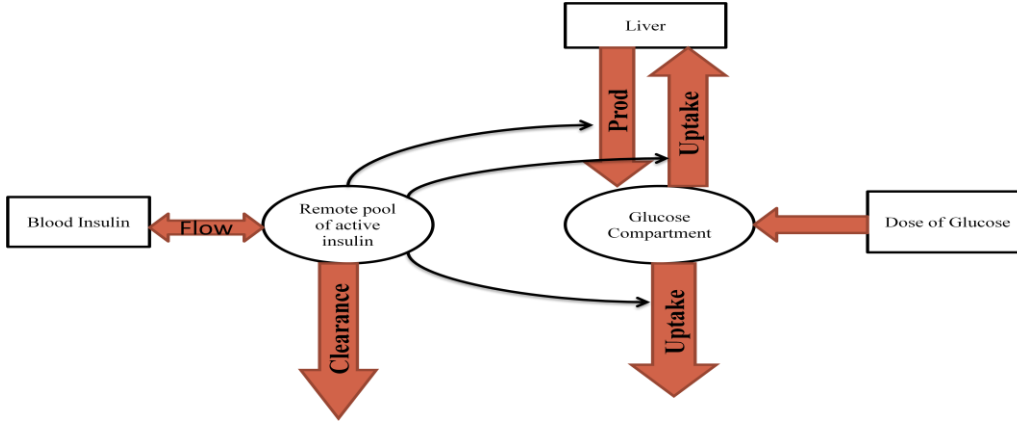 Liver
Prod
Uptake
Blood Insulin
Flow
Remote pool
of active
insulin
Glucose
Compartment
Dose of Glucose
Clearance
Uptake